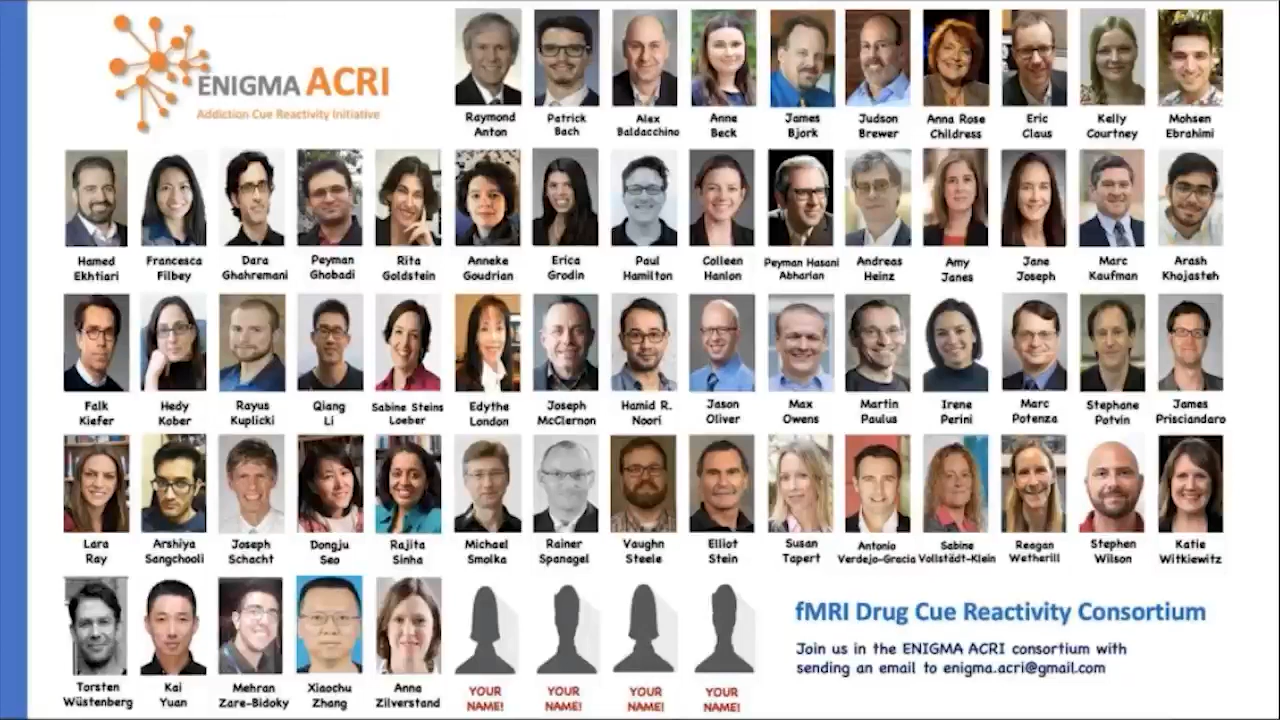 ENIGMA ACRI
Addiction Cue Reactivity Initiative
Raymond Anton
Patrick Bach
Alex Baldacchino
Anne Beck
James Bjork
Judson Brewer
Anna Rose Childress
Eric Claus
Kelly Courtney
Mohsen Ebrahimi
Hamed Ekhtiari
Francesca Filbey
Dara Ghahremani
Peyman Ghobadi
Rita Goldstein
Anneke Goudrian
Erica Grodin
Paul Hamilton
Colleen Hanlon
Peyman Hasani Abharian
Andreas Heinz
Amy Janes
Jane Joseph
Marc Kaufman
Arash Khojasteh
Falk Kiefer
Hedy Kober
Rayus Kuplicki
Qiang Li
Sabine Steins Loeber
Edythe London
Joseph McClernon
Hamid R. Noori
Jason Oliver
Max Owens
Martin Paulus
Irene Perini
Marc Potenza
Stephane Potvin
James Prisciandaro
Lara Ray
Arshiya Sangchooli
Joseph Schacht
Dongju Seo
Rajita Sinha
Michael Smolka
Rainer Spanagel
Vaughn Steele
Elliot Stein
Susan Tapert
Antonio Verdejo-Gracia
Sabine Vollstädt-Klein
Reagan Wetherill
Stephen Wilson
Katie Witkiewitz
Torsten Wüstenberg
Kai Yuan
Mehran Zare-Bidoky
Xiaochu Zhang
Anna Zilverstand
YOUR NAME!
YOUR NAME!
YOUR NAME!
YOUR NAME!
fMRI Drug Cue Reactivity Consortium
Join us in the ENIGMA ACRI consortium with
sending an email to enigma.acri@gmail.com